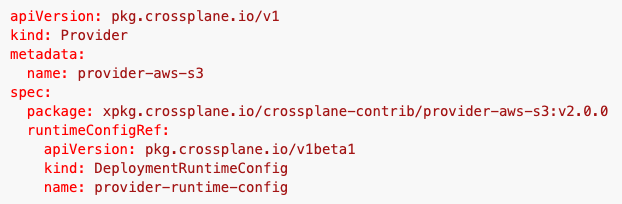 apiVersion: pkg.crossplane.io/v1
kind: Provider
metadata:
  name: provider-aws-s3
spec:
  package: xpkg.crossplane.io/crossplane-contrib/provider-aws-s3:v2.0.0
  runtimeConfigRef:
    apiVersion: pkg.crossplane.io/v1beta1
    kind: DeploymentRuntimeConfig
    name: provider-runtime-config